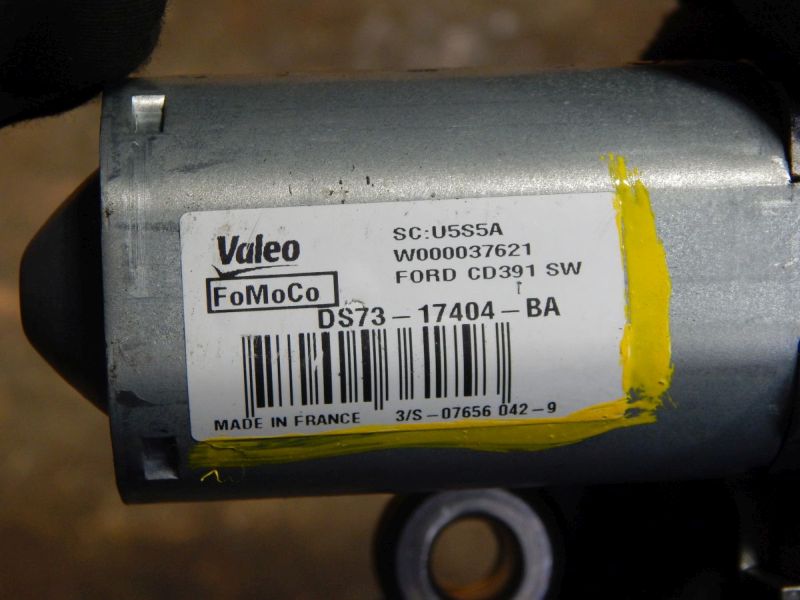 Valeo
SC:U5S5A
W000037621
FORD CD391 SW
FoMoCo
DS73-17404-BA
MADE IN FRANCE 3/S-07656 042-9